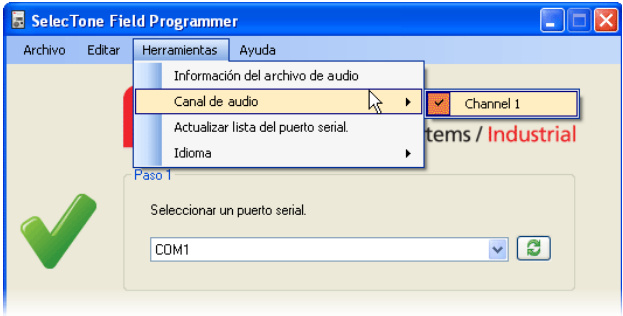 SelecTone Field Programmer
Archivo Editar Herramientas Ayuda
Información del archivo de audio
Canal de audio
Channel 1
Actualizar lista del puerto serial.
tems / Industrial
Idioma
Paso 1
Seleccionar un puerto serial.
COM1